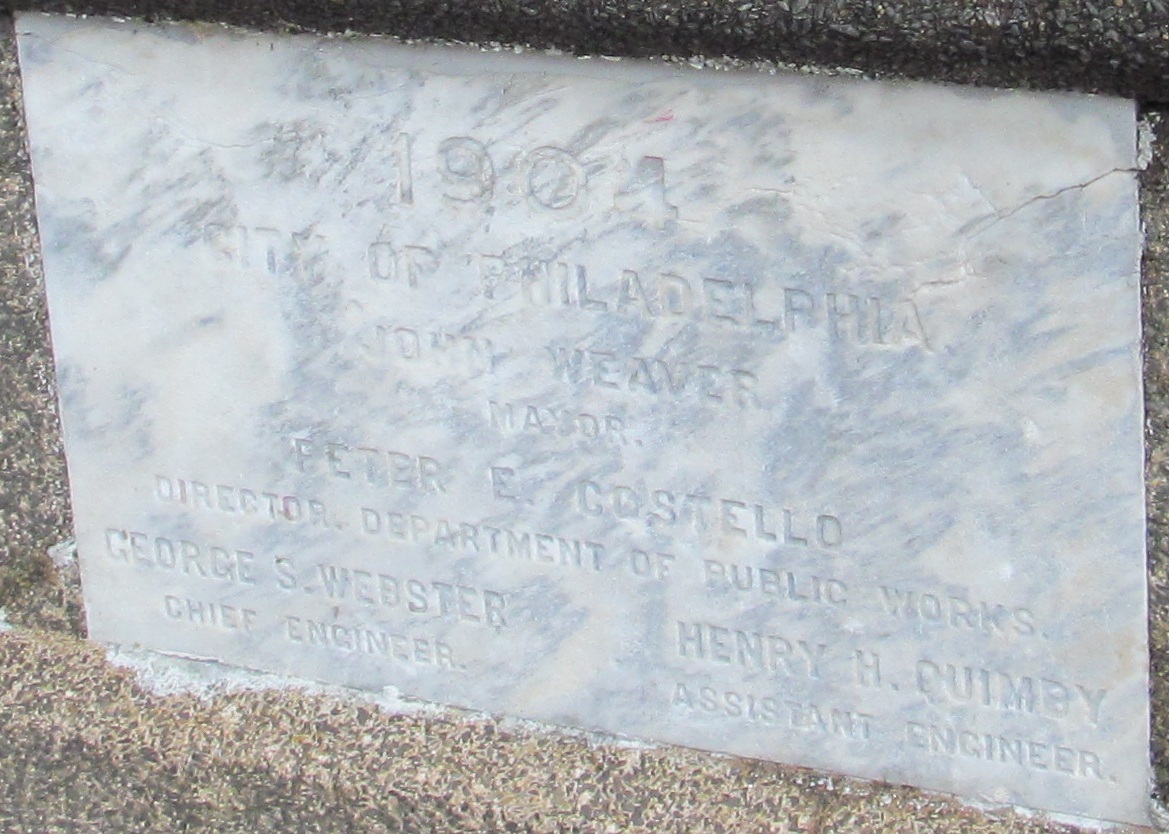 1904
CITY OF PHILADELPHIA
JOHN WEAVER
MAYOR.
PETER E. COSTELLO
DIRECTOR. DEPARTMENT OF PUBLIC WORKS.
GEORGE S. WEBSTER
CHIEF ENGINEER.
HENRY H. QUIMBY
ASSISTANT ENGINEER.